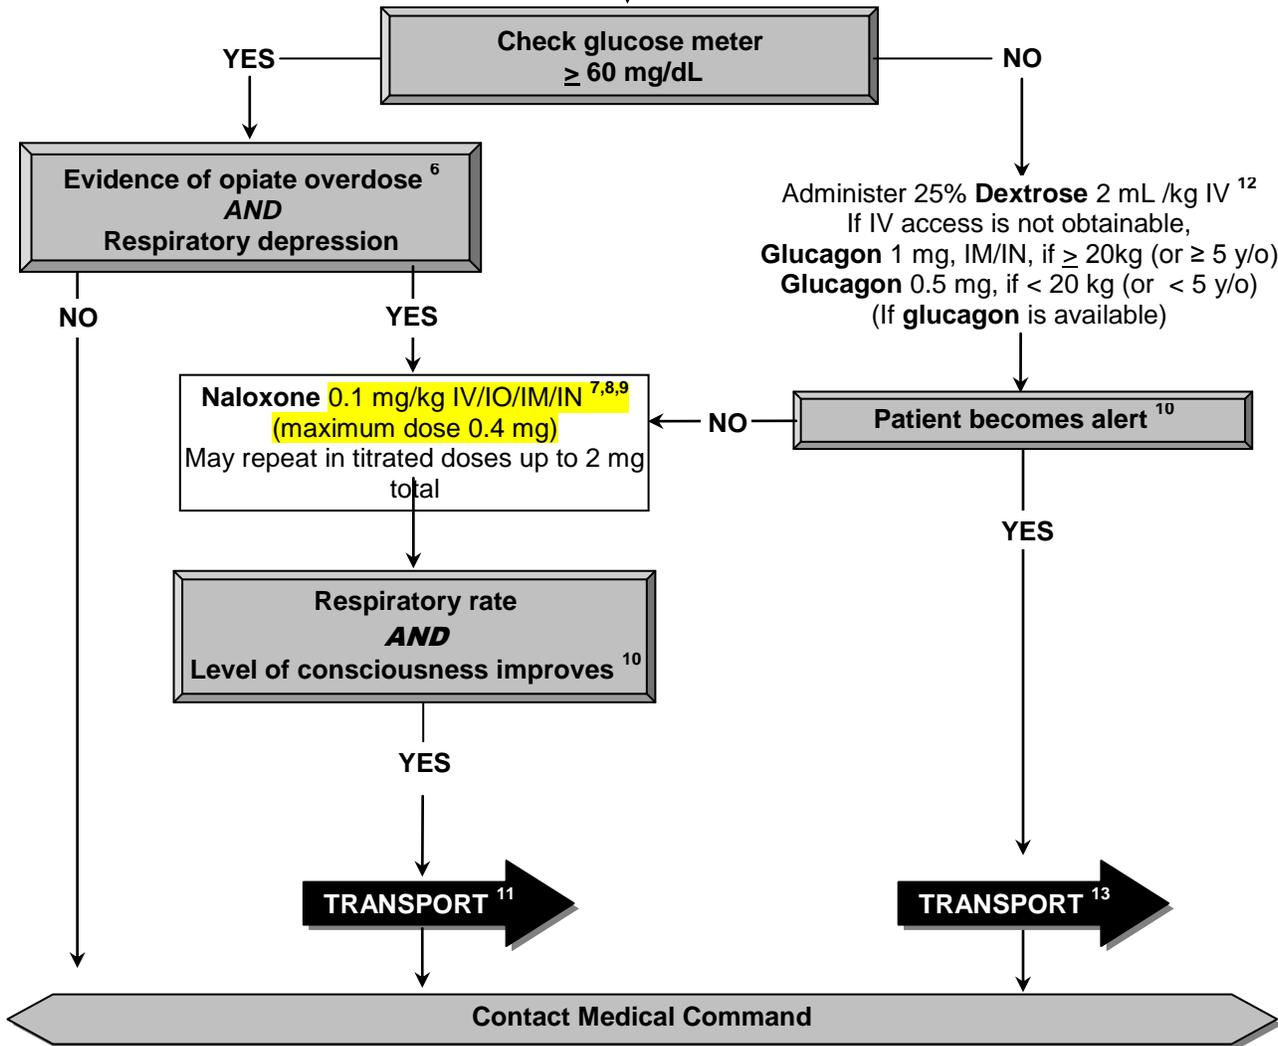 Check glucose meter
≥ 60 mg/dL
YES
NO
Evidence of opiate overdose 6
AND
Respiratory depression
Administer 25% Dextrose 2 mL /kg IV 12
If IV access is not obtainable,
Glucagon 1 mg, IM/IN, if ≥ 20kg (or ≥ 5 y/o)
Glucagon 0.5 mg, if < 20 kg (or < 5 y/o)
(If glucagon is available)
NO
YES
Naloxone 0.1 mg/kg IV/IO/IM/IN 7,8,9
(maximum dose 0.4 mg)
May repeat in titrated doses up to 2 mg
total
NO
Patient becomes alert 10
YES
Respiratory rate
AND
Level of consciousness improves 10
YES
TRANSPORT 11
TRANSPORT 13
Contact Medical Command